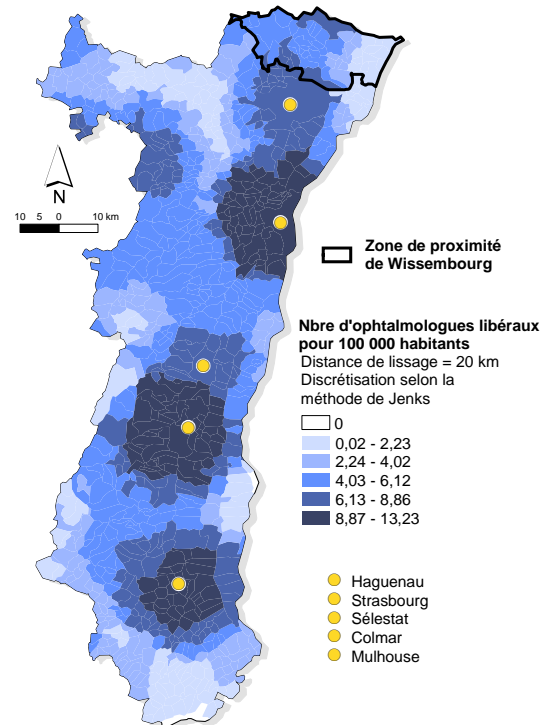 N
10 5 0 10 km
Zone de proximité
de Wissembourg
Nbre d'ophtalmologues libéraux
pour 100 000 habitants
Distance de lissage = 20 km
Discrétisation selon la
méthode de Jenks
0
0,02 - 2,23
2,24 - 4,02
4,03 - 6,12
6,13 - 8,86
8,87 - 13,23
Haguenau
Strasbourg
Sélestat
Colmar
Mulhouse